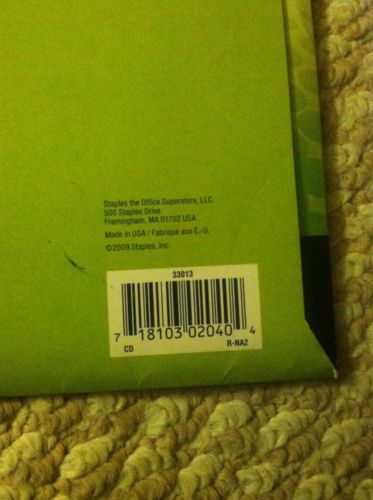 Staples the Office Superstore, LLC.
500 Staples Drive
Framingham, MA 01702 USA
Made in USA / Fabriqué aux É.-U.
©2009 Staples, Inc.
33013
7 18103 02040 4
CD R-NA2